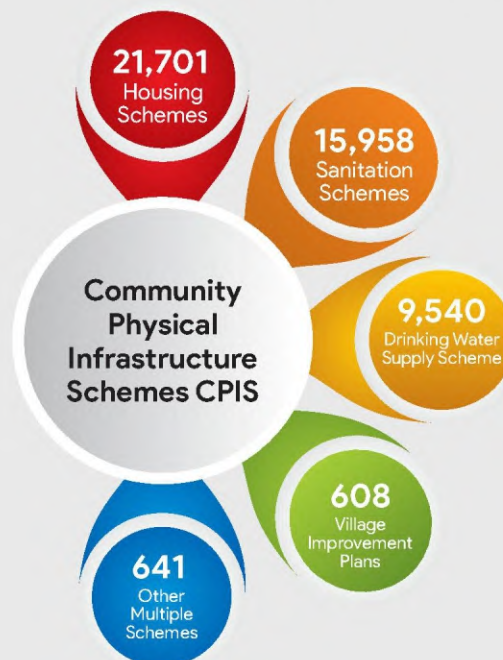 21,701
Housing
Schemes
15,958
Sanitation
Schemes
Community
Physical
Infrastructure
Schemes CPIS
9,540
Drinking Water
Supply Scheme
608
Village
Improvement
Plans
641
Other
Multiple
Schemes